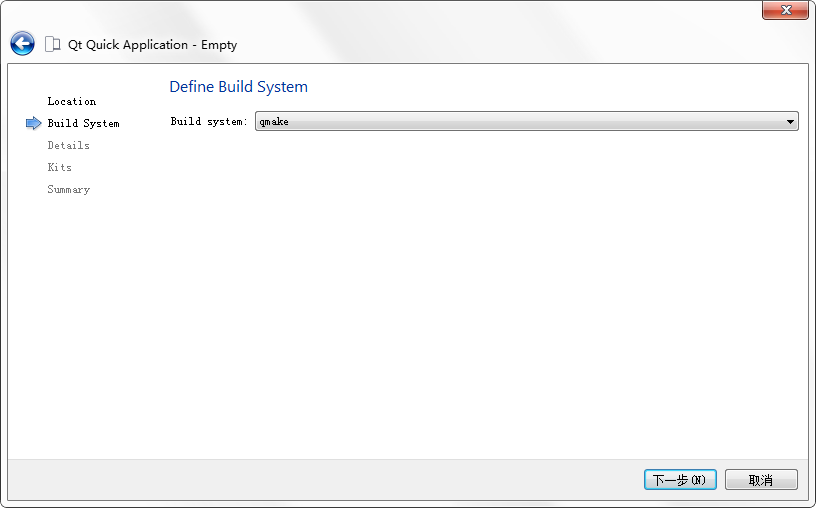 Qt Quick Application - Empty
Define Build System
Location
Build System
Details
Kits
Summary
Build system: qmake
下一步(N)
取消